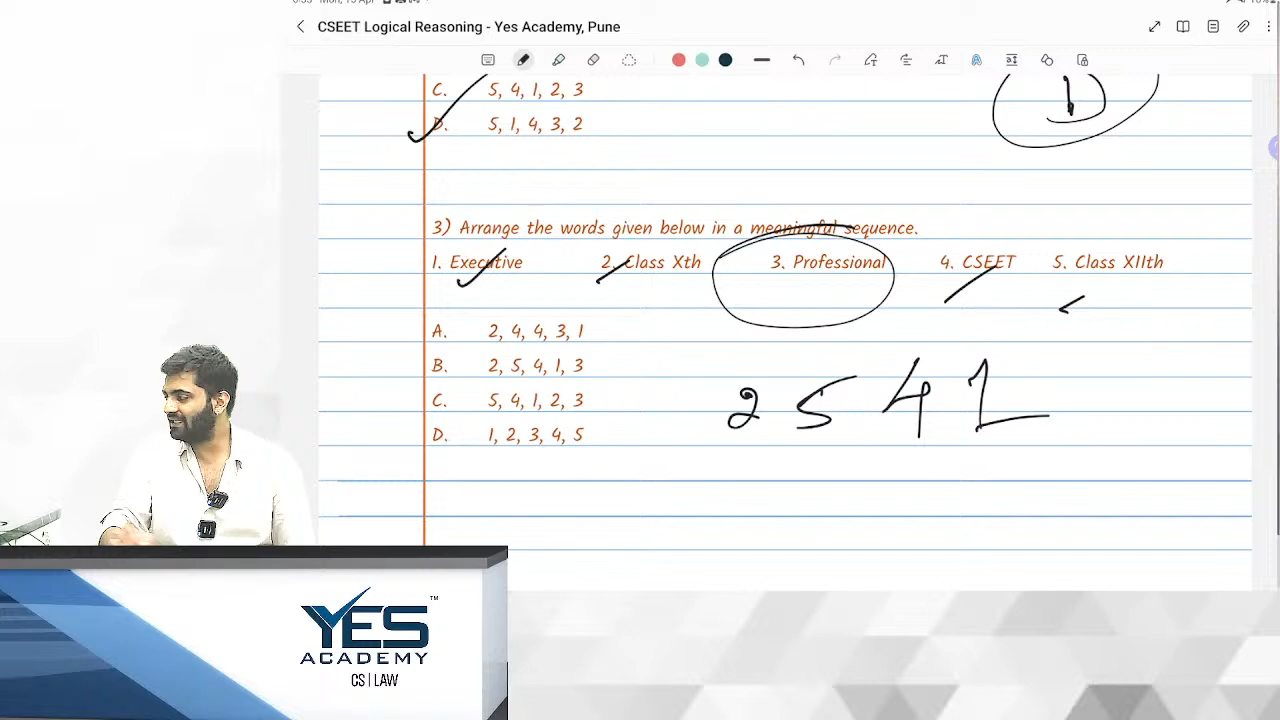 CSEET Logical Reasoning - Yes Academy, Pune
C. 5, 4, 1, 2, 3
D. 5, 1, 4, 3, 2
D
3) Arrange the words given below in a meaningful sequence.
1. Executive 2. Class Xth 3. Professional 4. CSEET 5. Class XIIth
A. 2, 4, 4, 3, 1
B. 2, 5, 4, 1, 3
C. 5, 4, 1, 2, 3
D. 1, 2, 3, 4, 5
2 5 4 1
YES™
ACADEMY
CS | LAW